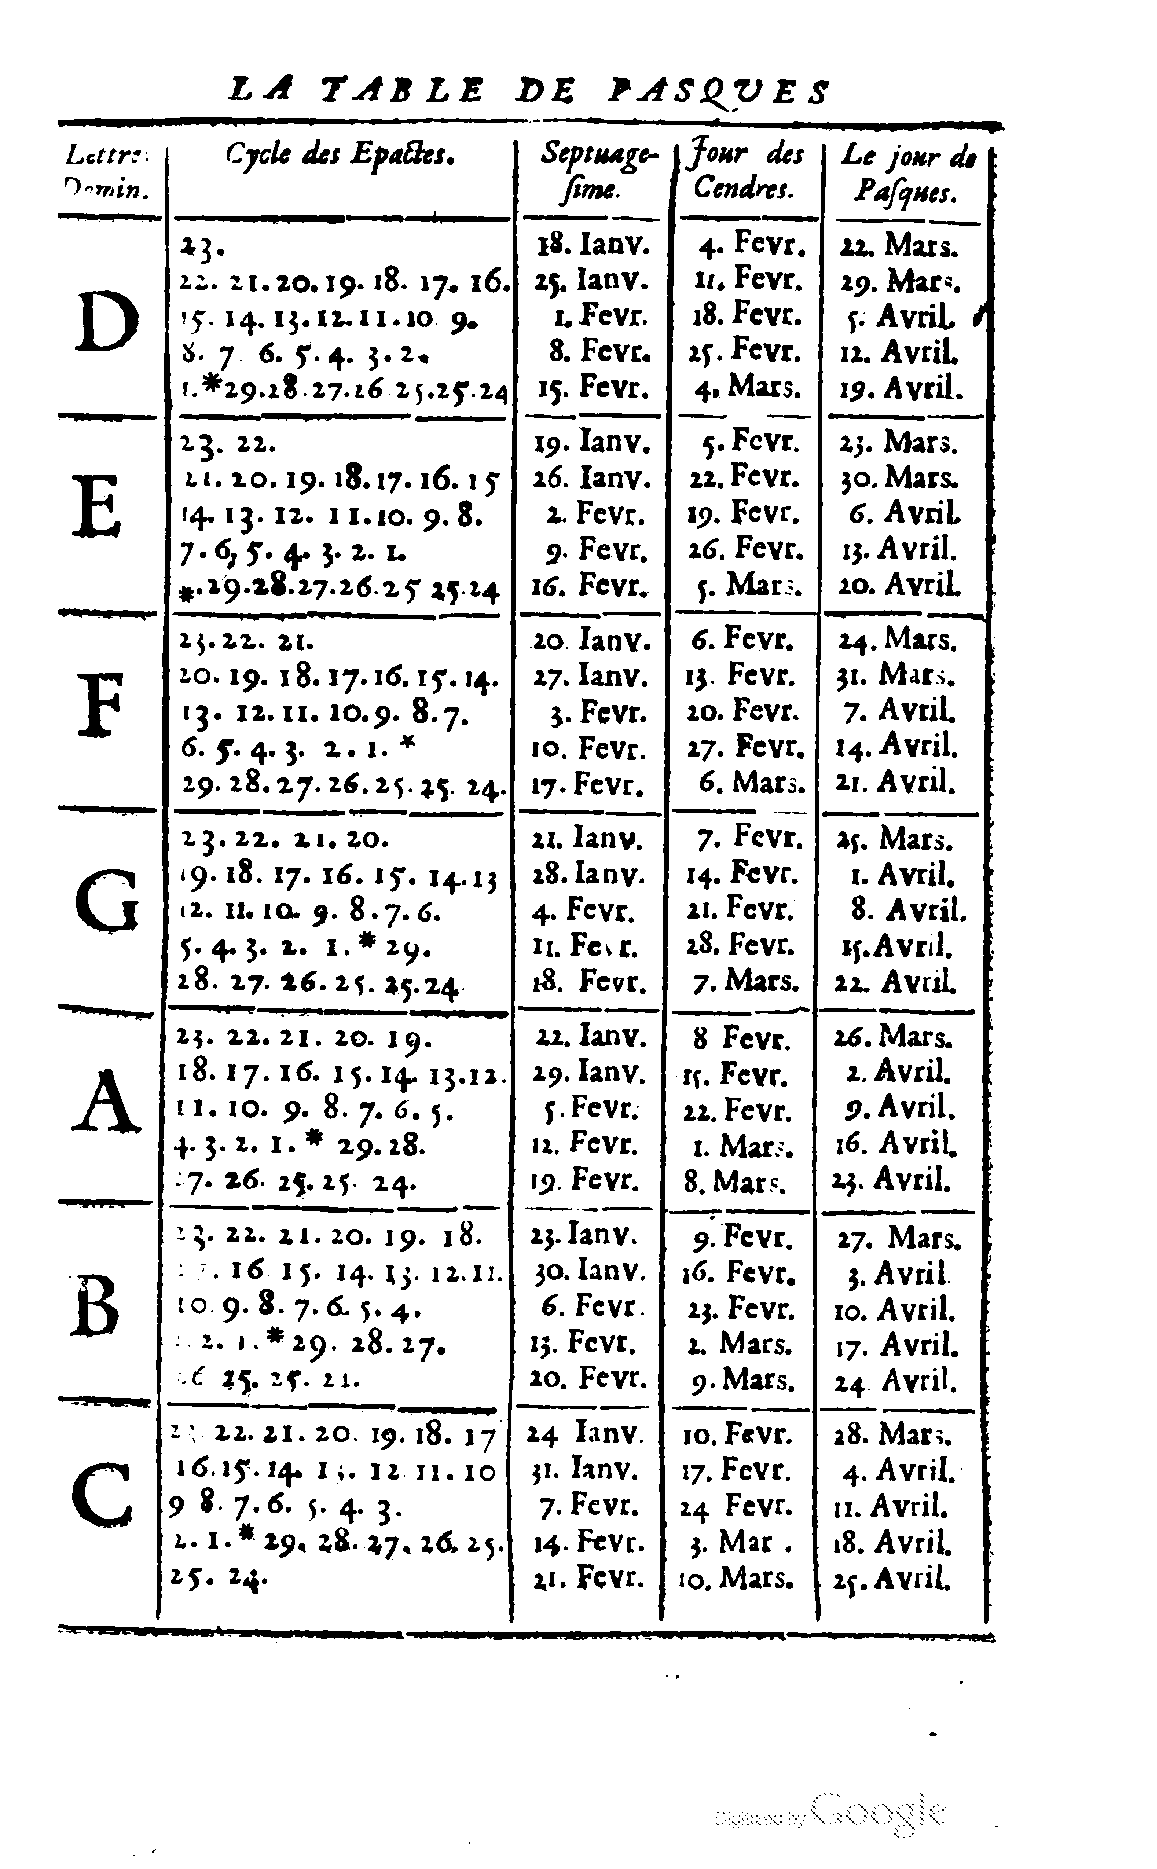 LA TABLE DE PASQUES
Lettre Domin. Cycle des Epactes. Septuage-ſime. Jour des Cendres. Le jour de Paſques.
D
23. 18. Ianv. 4. Fevr. 22. Mars.
22. 21. 20. 19. 18. 17. 16. 25. Ianv. 11. Fevr. 29. Mars.
15. 14. 13. 12. 11. 10 9. 1. Fevr. 18. Fevr. 5. Avril.
8. 7 6. 5. 4. 3. 2. 8. Fevr. 25. Fevr. 12. Avril.
1. *29.28.27.26 25.25.24 15. Fevr. 4. Mars. 19. Avril.
E
23. 22. 19. Ianv. 5. Fevr. 23. Mars.
21. 20. 19. 18. 17. 16. 15 26. Ianv. 22. Fevr. 30. Mars.
14. 13. 12. 11. 10. 9. 8. 2. Fevr. 19. Fevr. 6. Avril.
7. 6, 5. 4. 3. 2. 1. 9. Fevr. 26. Fevr. 13. Avril.
*. 29.28.27.26.25 25.24 16. Fevr. 5. Mars. 20. Avril.
F
23. 22. 21. 20. Ianv. 6. Fevr. 24. Mars.
20. 19. 18. 17. 16. 15. 14. 27. Ianv. 13. Fevr. 31. Mars.
13. 12. 11. 10. 9. 8. 7. 3. Fevr. 20. Fevr. 7. Avril.
6. 5. 4. 3. 2. 1. * 10. Fevr. 27. Fevr. 14. Avril.
29. 28. 27. 26. 25. 25. 24. 17. Fevr. 6. Mars. 21. Avril.
G
23. 22. 21. 20. 21. Ianv. 7. Fevr. 25. Mars.
19. 18. 17. 16. 15. 14. 13 28. Ianv. 14. Fevr. 1. Avril.
12. 11. 10. 9. 8. 7. 6. 4. Fevr. 21. Fevr. 8. Avril.
5. 4. 3. 2. 1. * 29. 11. Fevr. 28. Fevr. 15. Avril.
28. 27. 26. 25. 25. 24 18. Fevr. 7. Mars. 22. Avril.
A
23. 22. 21. 20. 19. 22. Ianv. 8 Fevr. 26. Mars.
18. 17. 16. 15. 14. 13. 12. 29. Ianv. 15. Fevr. 2. Avril.
11. 10. 9. 8. 7. 6. 5. 5. Fevr. 22. Fevr. 9. Avril.
4. 3. 2. 1. * 29. 28. 12. Fevr. 1. Mars. 16. Avril.
27. 26. 25. 25. 24. 19. Fevr. 8. Mars. 23. Avril.
B
23. 22. 21. 20. 19. 18. 23. Ianv. 9. Fevr. 27. Mars.
16 15. 14. 13. 12. 11. 30. Ianv. 16. Fevr. 3. Avril
10. 9. 8. 7. 6. 5. 4. 6. Fevr. 23. Fevr. 10. Avril.
2. 1. * 29. 28. 27. 13. Fevr. 2. Mars. 17. Avril.
26 25. 25. 21. 20. Fevr. 9. Mars. 24 Avril.
C
22. 21. 20. 19. 18. 17 24 Ianv. 10. Fevr. 28. Mars.
16. 15. 14. 13. 12 11. 10 31. Ianv. 17. Fevr. 4. Avril.
9 8. 7. 6. 5. 4. 3. 7. Fevr. 24 Fevr. 11. Avril.
2. 1. * 29. 28. 27. 26. 25. 14. Fevr. 3. Mar . 18. Avril.
25. 24. 21. Fevr. 10. Mars. 25. Avril.
Digitized by Google